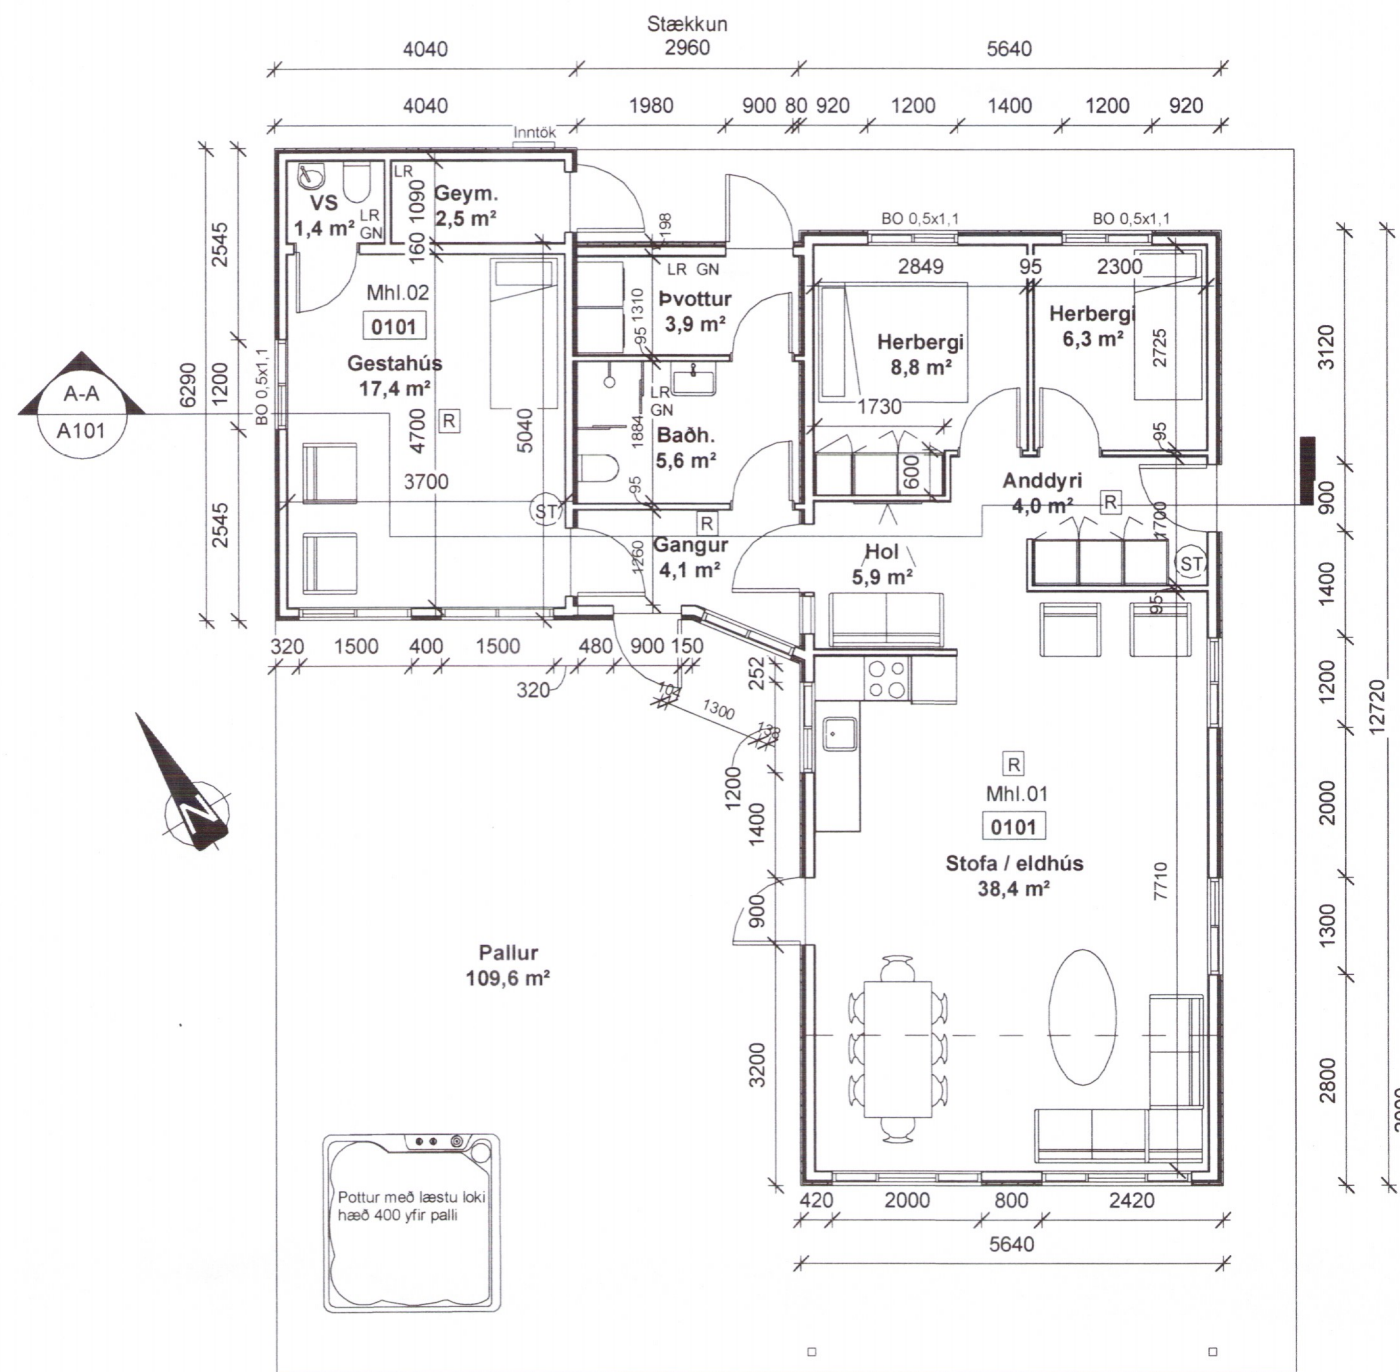 Stækkun
4040
2960
5640
4040
1980
900
80
920
1200
1400
1200
920
Inntök
VS
1,4 m²
LR
GN
LR
1090
Geym.
2,5 m²
160
198
BO 0,5x1,1
BO 0,5x1,1
2545
6290
1200
2545
BO 0,5x1,1
A-A
A101
Mhl.02
0101
Gestahús
17,4 m²
R
4700
5040
3700
ST
LR GN
Þvottur
3,9 m²
1310
95
LR
GN
Baðh.
5,6 m²
1884
95
R
Gangur
4,1 m²
1260
2849
95
2300
Herbergi
8,8 m²
1730
600
Herbergi
6,3 m²
2725
95
Anddyri
4,0 m²
R
1700
ST
95
Hol
5,9 m²
3120
900
1400
1200
12720
2000
1300
2800
320
1500
400
1500
480
900
150
320
252
102
1300
1200
1400
900
3200
R
Mhl.01
0101
Stofa / eldhús
38,4 m²
7710
N
Pallur
109,6 m²
Pottur með læstu loki
hæð 400 yfir palli
420
2000
800
2420
5640